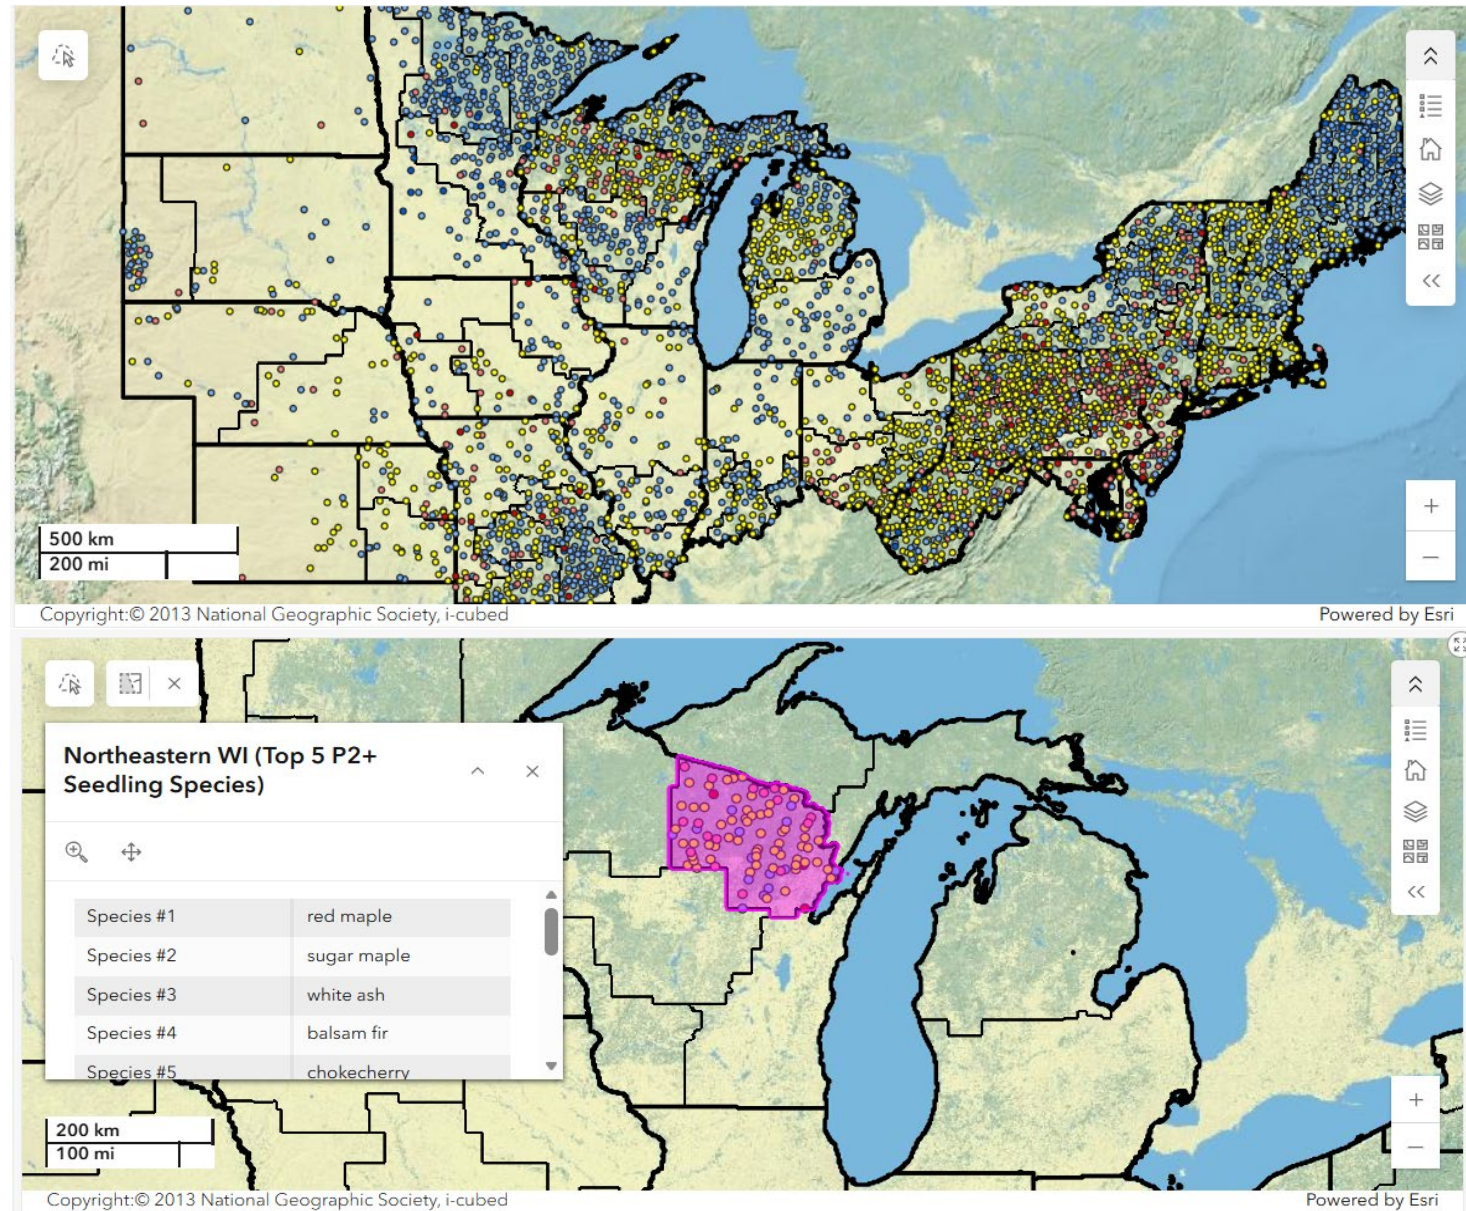 500 km
200 mi
Copyright:© 2013 National Geographic Society, i-cubed
Powered by Esri
Northeastern WI (Top 5 P2+
Seedling Species)
Species #1 red maple
Species #2 sugar maple
Species #3 white ash
Species #4 balsam fir
Species #5 chokecherry
200 km
100 mi
Copyright:© 2013 National Geographic Society, i-cubed
Powered by Esri